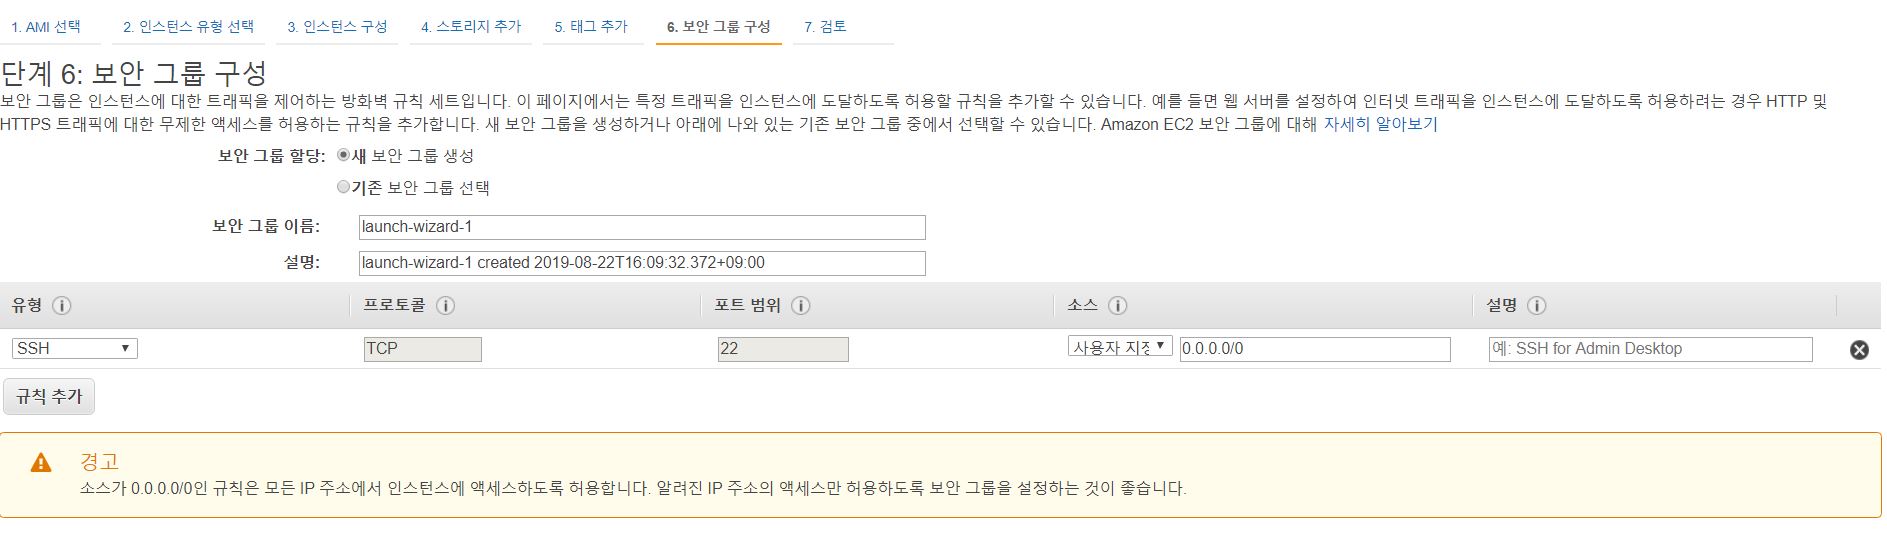 1. AMI 선택 2. 인스턴스 유형 선택 3. 인스턴스 구성 4. 스토리지 추가 5. 태그 추가 6. 보안 그룹 구성 7. 검토
단계 6: 보안 그룹 구성
보안 그룹은 인스턴스에 대한 트래픽을 제어하는 방화벽 규칙 세트입니다. 이 페이지에서는 특정 트래픽을 인스턴스에 도달하도록 허용할 규칙을 추가할 수 있습니다. 예를 들면 웹 서버를 설정하여 인터넷 트래픽을 인스턴스에 도달하도록 허용하려는 경우 HTTP 및
HTTPS 트래픽에 대한 무제한 액세스를 허용하는 규칙을 추가합니다. 새 보안 그룹을 생성하거나 아래에 나와 있는 기존 보안 그룹 중에서 선택할 수 있습니다. Amazon EC2 보안 그룹에 대해 자세히 알아보기
보안 그룹 할당: 새 보안 그룹 생성
기존 보안 그룹 선택
보안 그룹 이름: launch-wizard-1
설명: launch-wizard-1 created 2019-08-22T16:09:32.372+09:00
유형 프로토콜 포트 범위 소스 설명
SSH TCP 22 사용자 지정 0.0.0.0/0 예: SSH for Admin Desktop
규칙 추가
경고
소스가 0.0.0.0/0인 규칙은 모든 IP 주소에서 인스턴스에 액세스하도록 허용합니다. 알려진 IP 주소의 액세스만 허용하도록 보안 그룹을 설정하는 것이 좋습니다.